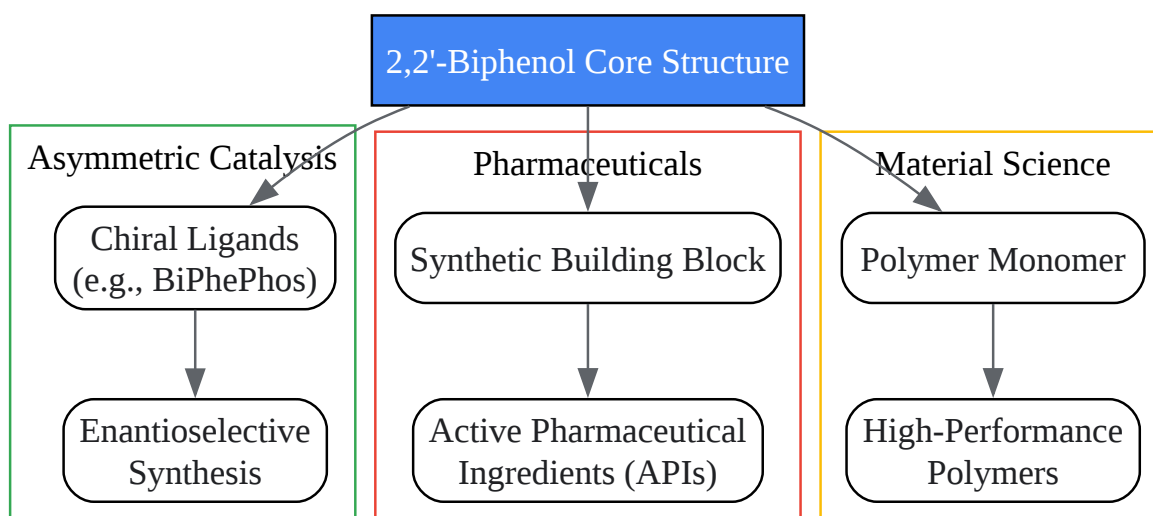 2,2'-Biphenol Core Structure
Asymmetric Catalysis
Chiral Ligands
(e.g., BiPhePhos)
Enantioselective
Synthesis
Pharmaceuticals
Synthetic Building Block
Active Pharmaceutical
Ingredients (APIs)
Material Science
Polymer Monomer
High-Performance
Polymers